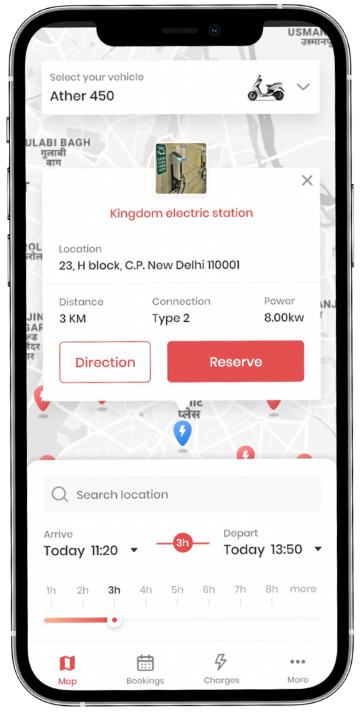 USMAN
उस्मानपु
Select your vehicle
Ather 450
ULABI BAGH
गुलाबी
बाग
Kingdom electric station
Location
23, H block, C.P. New Delhi 110001
Distance
Connection
Power
3 KM
Type 2
8.00kw
Direction
Reserve
प्लेस
Search location
Arrive
3h
Depart
Today 11:20
Today 13:50
1h 2h 3h 4h 5h 6h 7h 8h more
Map
Bookings
Charges
More